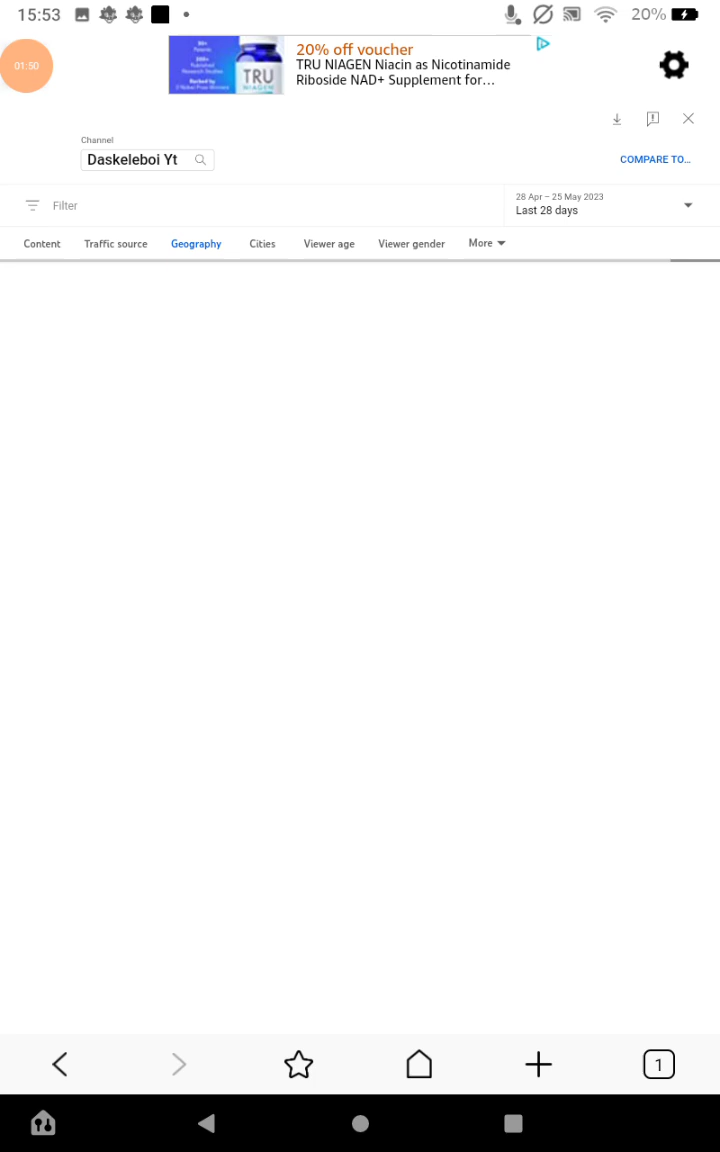 15:53
20%
01:50
TRU
NIAGEN
20% off voucher
TRU NIAGEN Niacin as Nicotinamide
Riboside NAD+ Supplement for…
Channel
Daskeleboi Yt
COMPARE TO…
Filter
28 Apr – 25 May 2023
Last 28 days
Content Traffic source Geography Cities Viewer age Viewer gender More
1